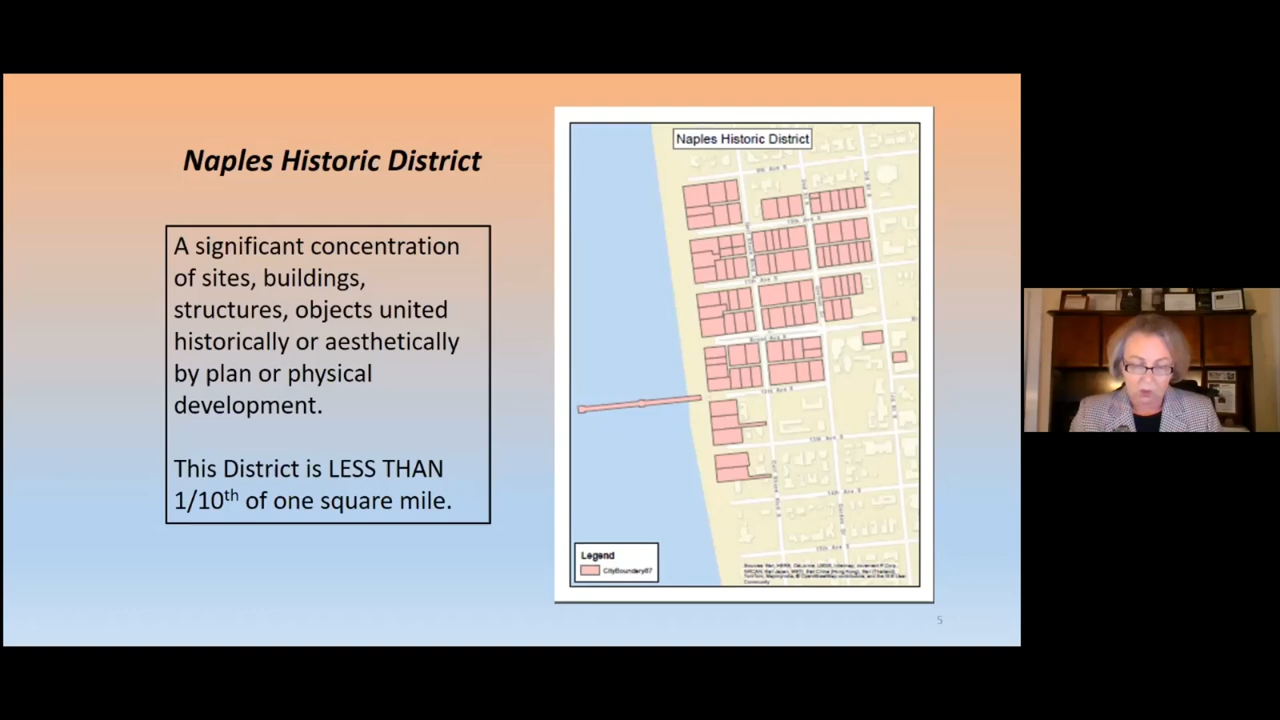 Naples Historic District
A significant concentration
of sites, buildings,
structures, objects united
historically or aesthetically
by plan or physical
development.
This District is LESS THAN
1/10th of one square mile.
Naples Historic District
Legend
CityBoundary87
5